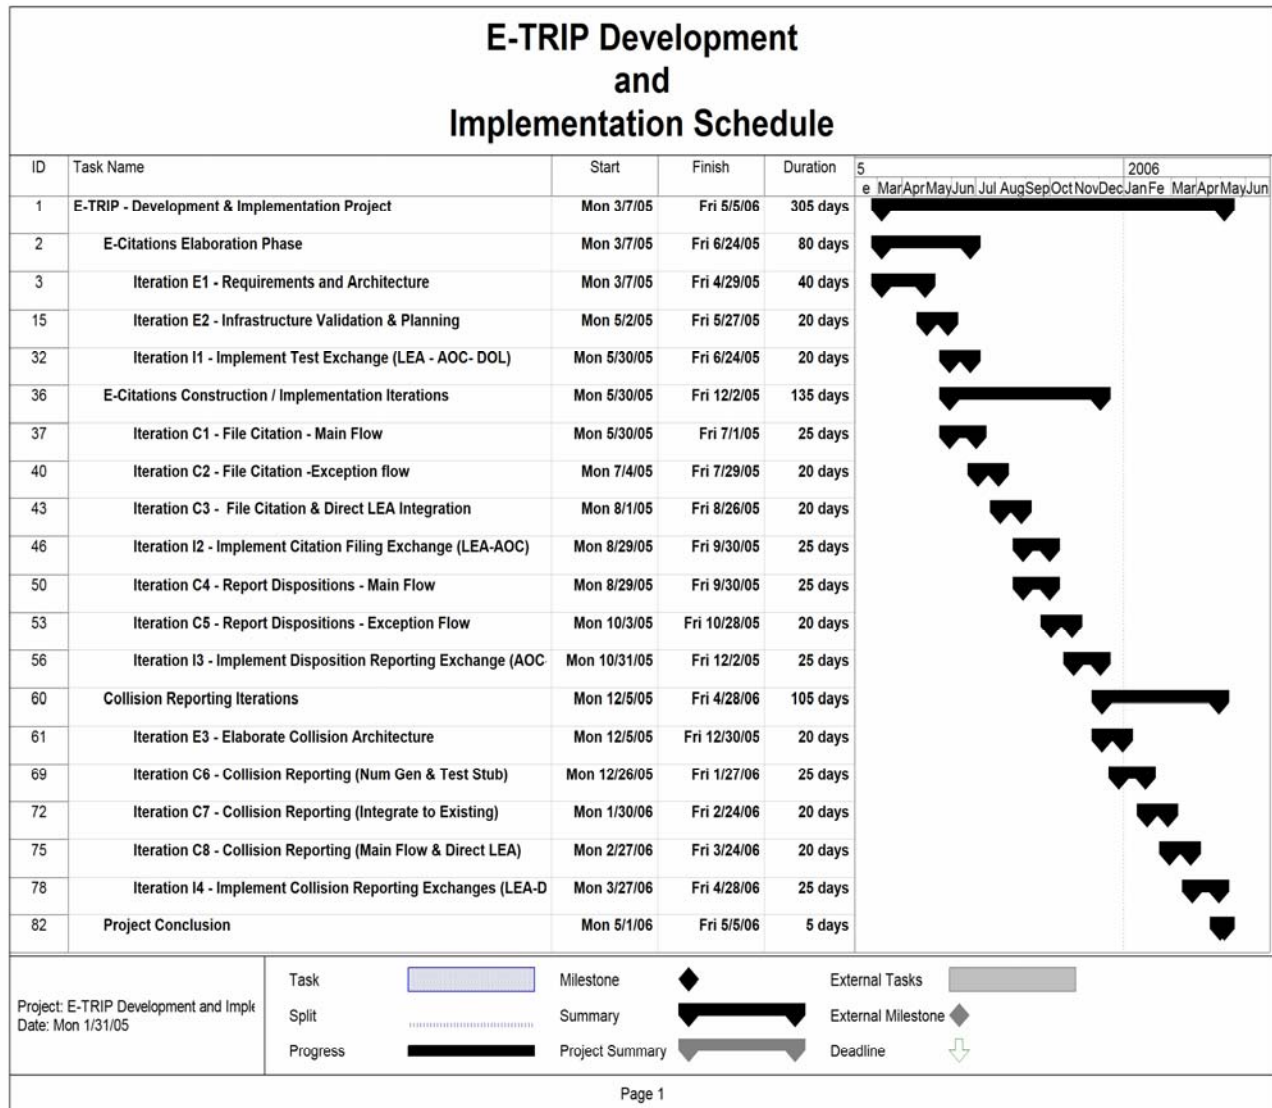 E-TRIP Development
and
Implementation Schedule
ID Task Name Start Finish Duration 5 2006
e Mar Apr May Jun Jul Aug Sep Oct Nov Dec Jan Fe Mar Apr May Jun
1 E-TRIP - Development & Implementation Project Mon 3/7/05 Fri 5/5/06 305 days
2 E-Citations Elaboration Phase Mon 3/7/05 Fri 6/24/05 80 days
3 Iteration E1 - Requirements and Architecture Mon 3/7/05 Fri 4/29/05 40 days
15 Iteration E2 - Infrastructure Validation & Planning Mon 5/2/05 Fri 5/27/05 20 days
32 Iteration I1 - Implement Test Exchange (LEA - AOC- DOL) Mon 5/30/05 Fri 6/24/05 20 days
36 E-Citations Construction / Implementation Iterations Mon 5/30/05 Fri 12/2/05 135 days
37 Iteration C1 - File Citation - Main Flow Mon 5/30/05 Fri 7/1/05 25 days
40 Iteration C2 - File Citation -Exception flow Mon 7/4/05 Fri 7/29/05 20 days
43 Iteration C3 - File Citation & Direct LEA Integration Mon 8/1/05 Fri 8/26/05 20 days
46 Iteration I2 - Implement Citation Filing Exchange (LEA-AOC) Mon 8/29/05 Fri 9/30/05 25 days
50 Iteration C4 - Report Dispositions - Main Flow Mon 8/29/05 Fri 9/30/05 25 days
53 Iteration C5 - Report Dispositions - Exception Flow Mon 10/3/05 Fri 10/28/05 20 days
56 Iteration I3 - Implement Disposition Reporting Exchange (AOC- Mon 10/31/05 Fri 12/2/05 25 days
60 Collision Reporting Iterations Mon 12/5/05 Fri 4/28/06 105 days
61 Iteration E3 - Elaborate Collision Architecture Mon 12/5/05 Fri 12/30/05 20 days
69 Iteration C6 - Collision Reporting (Num Gen & Test Stub) Mon 12/26/05 Fri 1/27/06 25 days
72 Iteration C7 - Collision Reporting (Integrate to Existing) Mon 1/30/06 Fri 2/24/06 20 days
75 Iteration C8 - Collision Reporting (Main Flow & Direct LEA) Mon 2/27/06 Fri 3/24/06 20 days
78 Iteration I4 - Implement Collision Reporting Exchanges (LEA-D Mon 3/27/06 Fri 4/28/06 25 days
82 Project Conclusion Mon 5/1/06 Fri 5/5/06 5 days
Project: E-TRIP Development and Imple
Date: Mon 1/31/05
Task Milestone External Tasks
Split Summary External Milestone
Progress Project Summary Deadline
Page 1